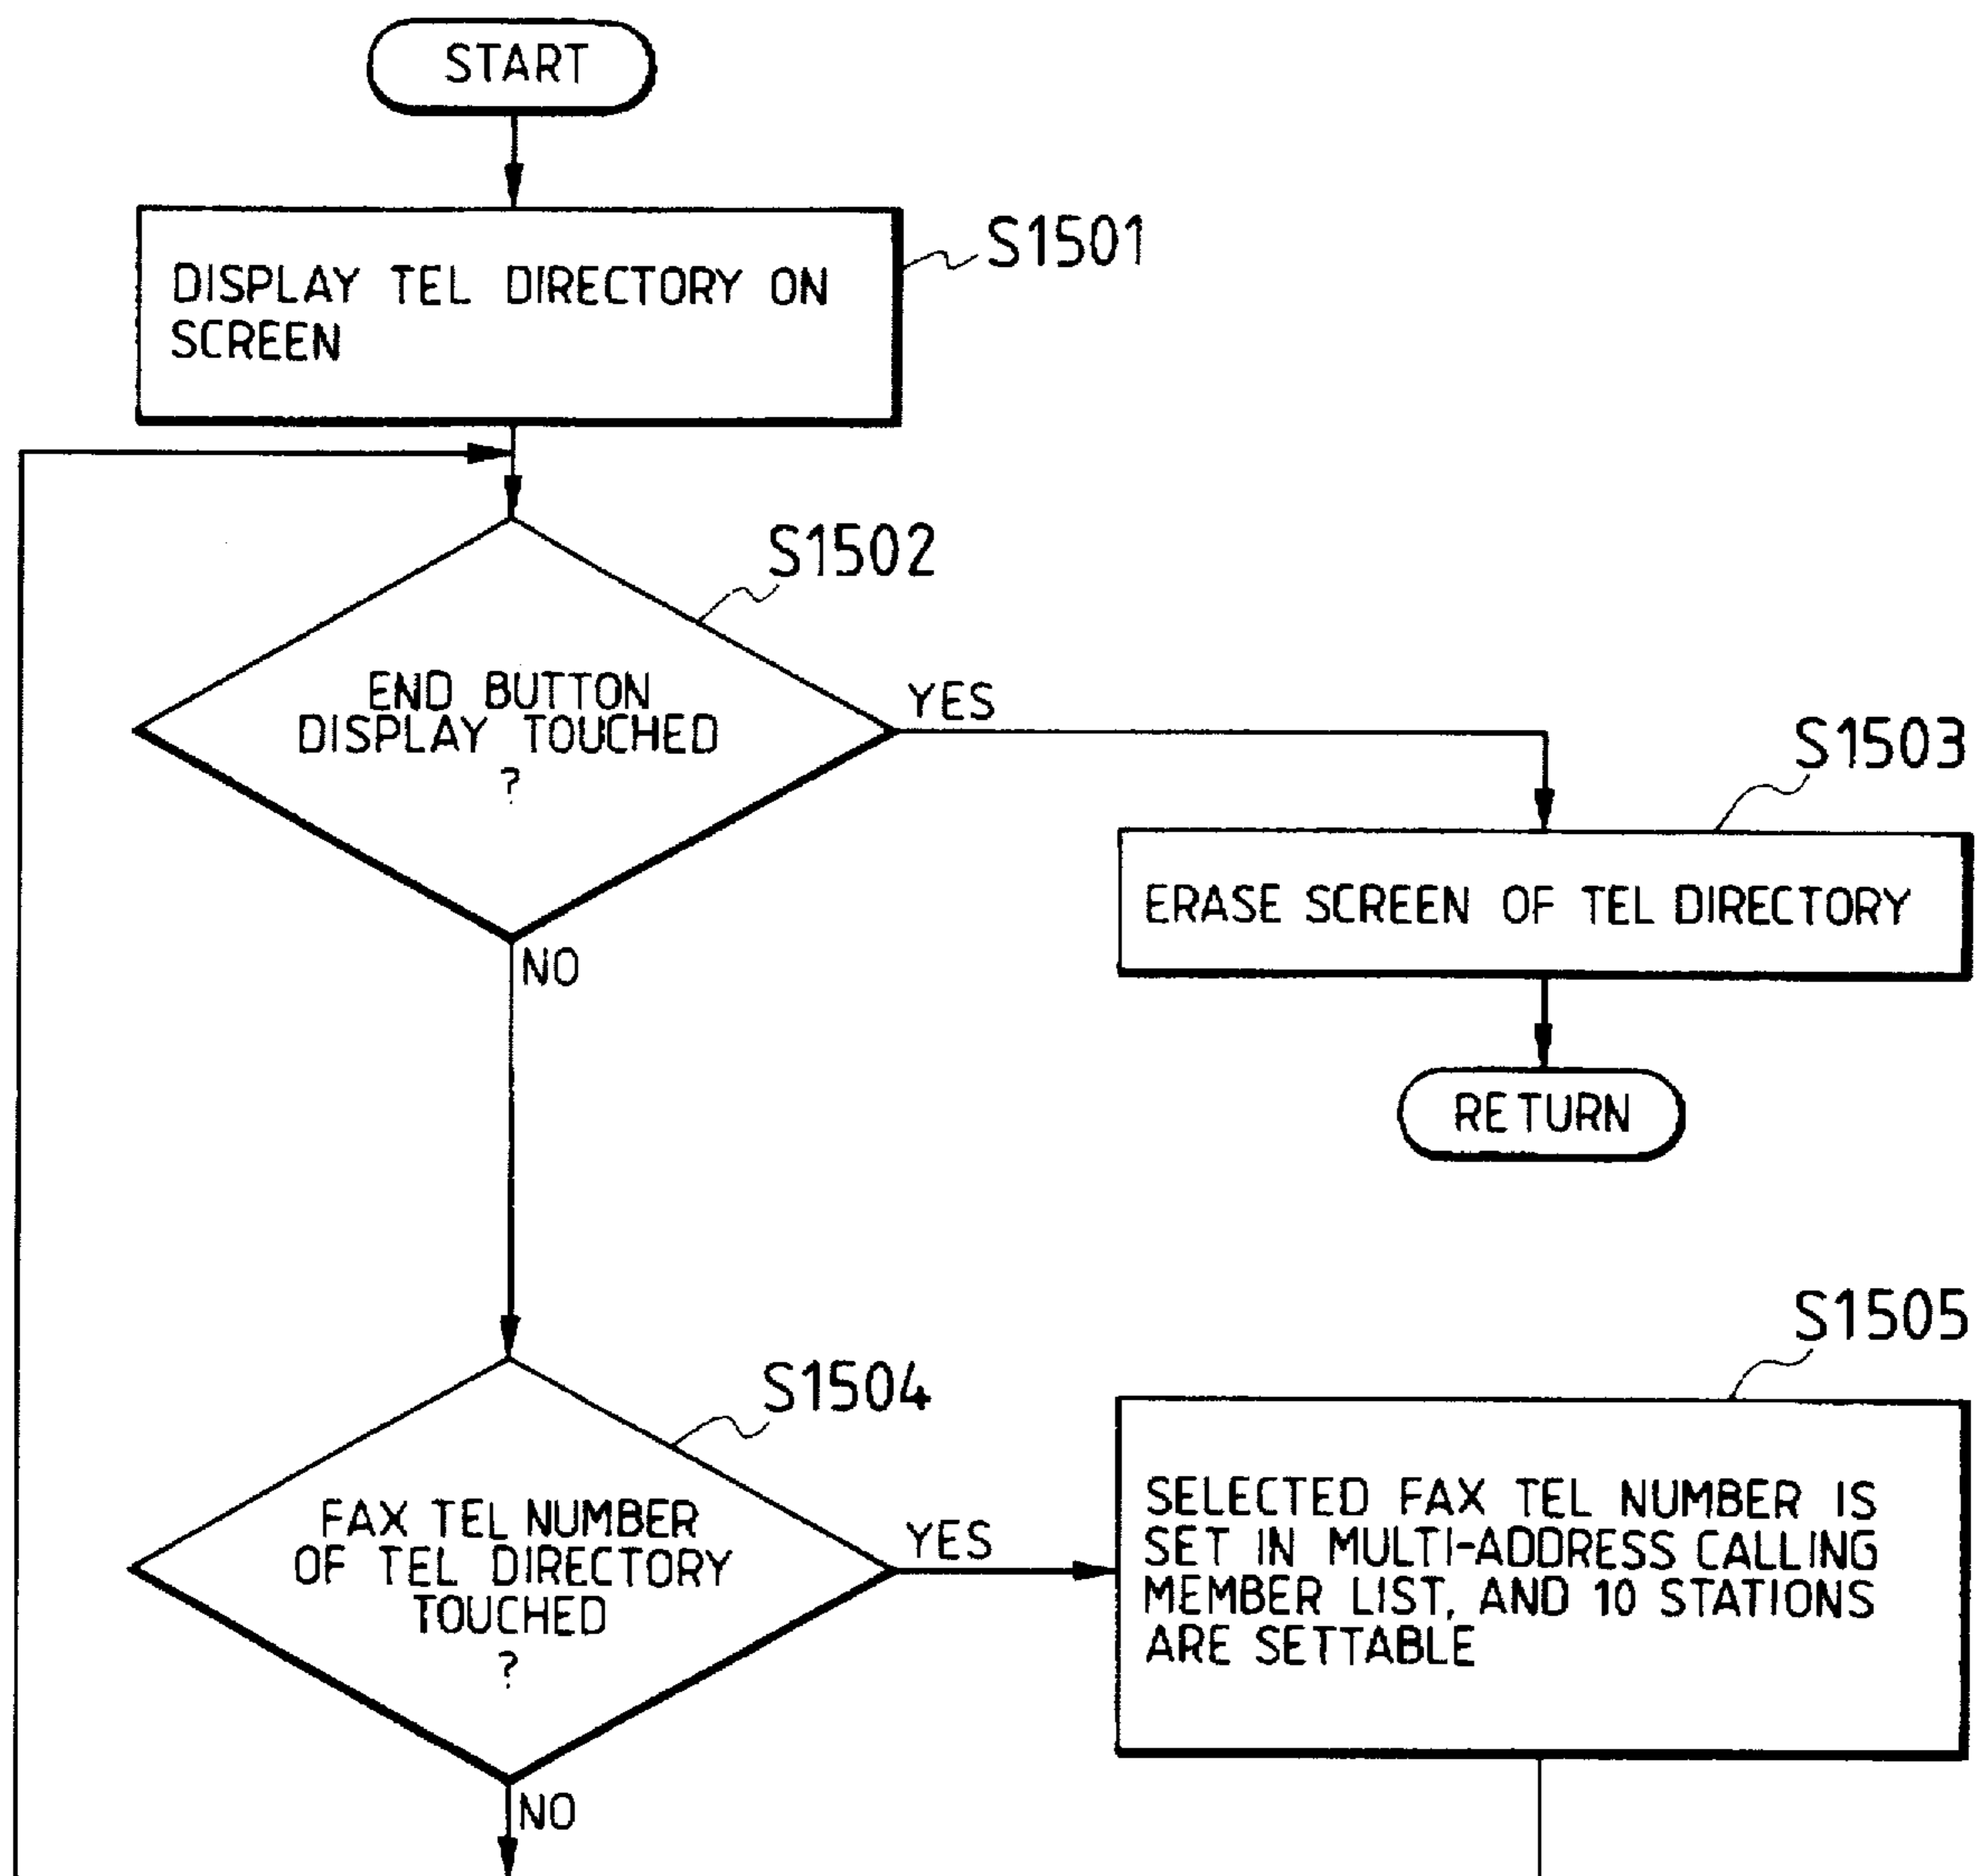 START
S1501
DISPLAY TEL DIRECTORY ON
SCREEN
S1502
END BUTTON
DISPLAY TOUCHED
?
YES
NO
S1503
ERASE SCREEN OF TEL DIRECTORY
RETURN
S1504
FAX TEL NUMBER
OF TEL DIRECTORY
TOUCHED
?
YES
NO
S1505
SELECTED FAX TEL NUMBER IS
SET IN MULTI-ADDRESS CALLING
MEMBER LIST, AND 10 STATIONS
ARE SETTABLE